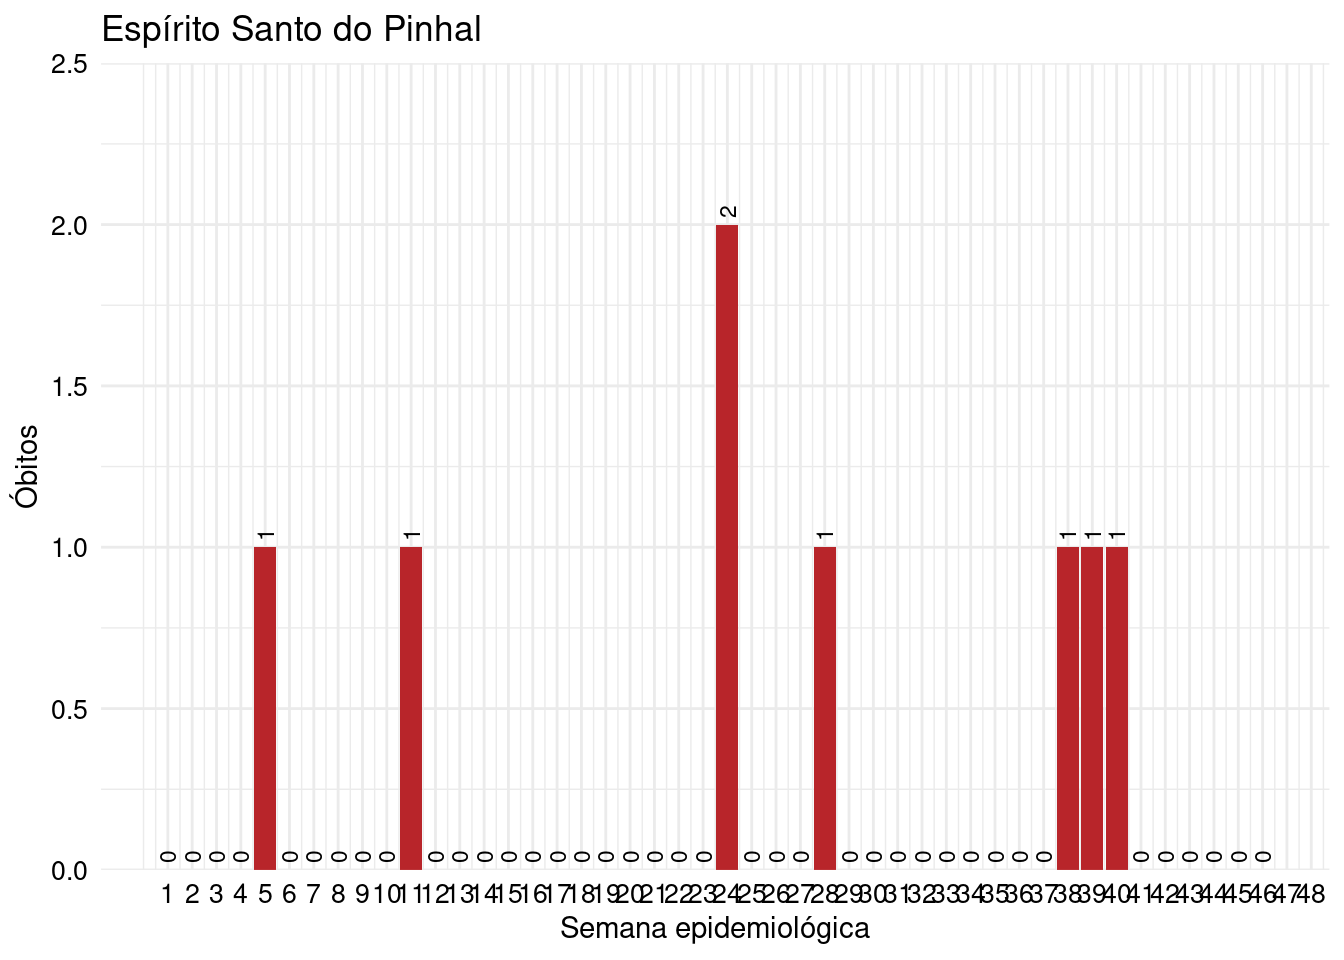 Espírito Santo do Pinhal
2.5
2.0
1.5
1.0
0.5
0.0
Óbitos
0 0 0 0 1 0 0 0 0 0 1 0 0 0 0 0 0 0 0 0 0 0 0 2 0 0 0 1 0 0 0 0 0 0 0 0 0 1 1 1 0 0 0 0 0 0
1 2 3 4 5 6 7 8 9 10 11 12 13 14 15 16 17 18 19 20 21 22 23 24 25 26 27 28 29 30 31 32 33 34 35 36 37 38 39 40 41 42 43 44 45 46 47 48
Semana epidemiológica